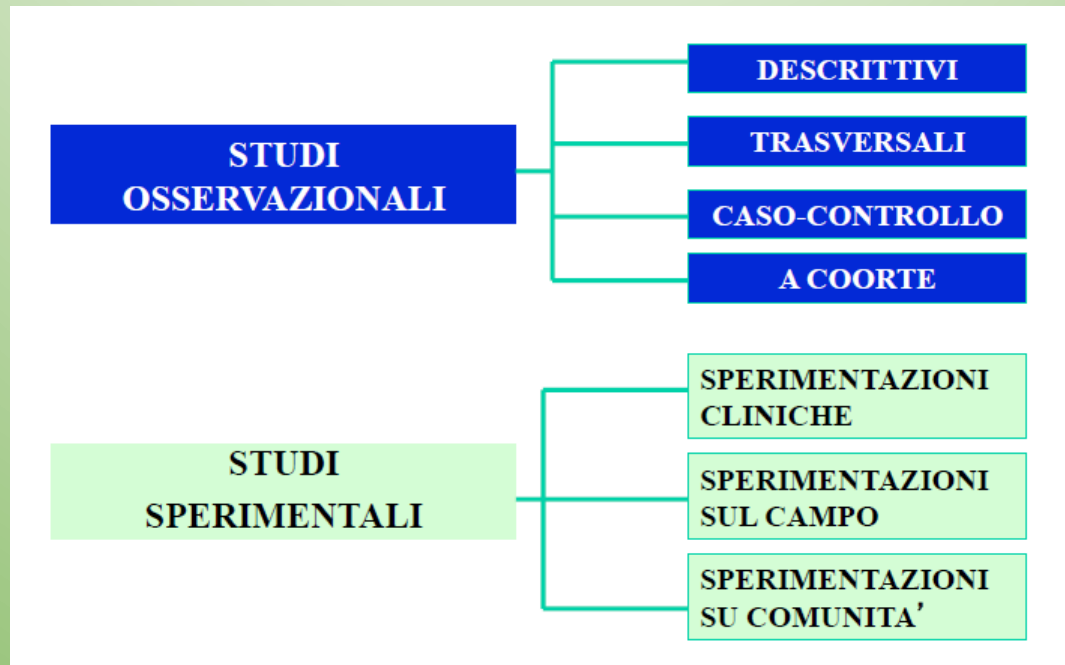 STUDI
OSSERVAZIONALI
DESCRITTIVI
TRASVERSALI
CASO-CONTROLLO
A COORTE
STUDI
SPERIMENTALI
SPERIMENTAZIONI
CLINICHE
SPERIMENTAZIONI
SUL CAMPO
SPERIMENTAZIONI
SU COMUNITA’